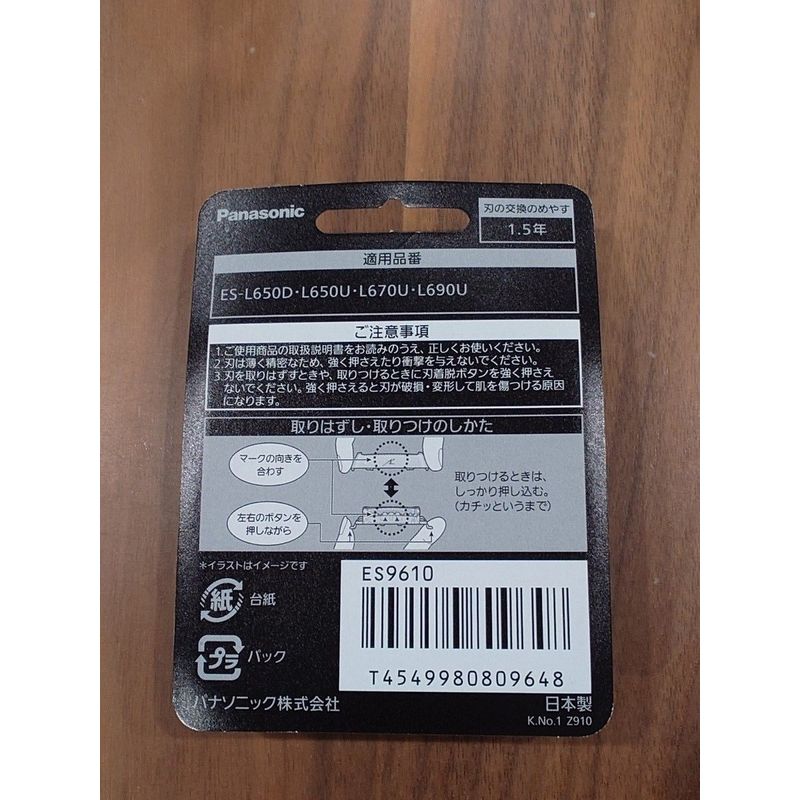 Panasonic
刃の交換のめやす
1.5年
適用品番
ES-L650D・L650U・L670U・L690U
ご注意事項
1.ご使用商品の取扱説明書をお読みのうえ、正しくお使いください。
2.刃は薄く精密なため、強く押さえたり衝撃を与えないでください。
3.刃を取りはずすときや、取りつけるときに刃着脱ボタンを強く押さえ
ないでください。強く押さえると刃が破損・変形して肌を傷つける原因
になります。
取りはずし・取りつけのしかた
マークの向きを
合わす
左右のボタンを
押しながら
取りつけるときは、
しっかり押し込む。
(カチッというまで)
*イラストはイメージです
紙 台紙
プラ パック
ES9610
T4549980809648
パナソニック株式会社
日本製
K.No.1 Z910